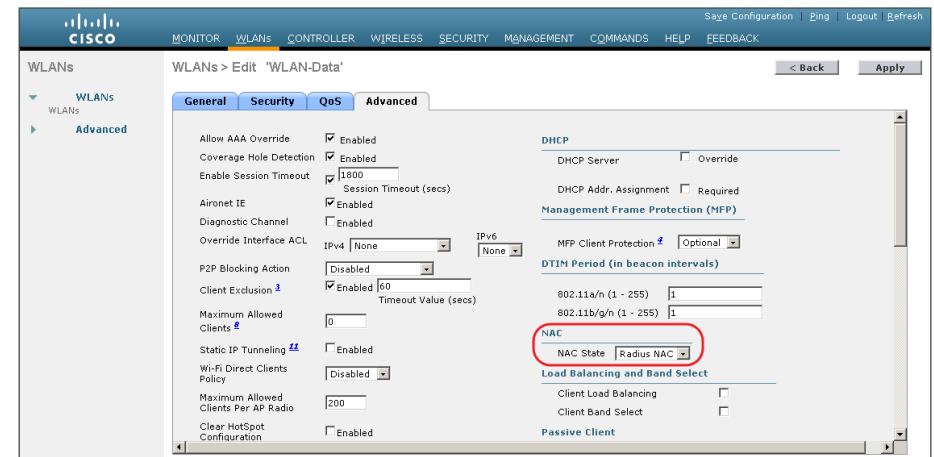 Save Configuration | Ping | Logout | Refresh
CISCO
MONITOR WLANs CONTROLLER WIRELESS SECURITY MANAGEMENT COMMANDS HELP FEEDBACK
WLANs
WLANs > Edit 'WLAN-Data'
< Back
Apply
WLANs
WLANs
Advanced
General Security QoS Advanced
Allow AAA Override Enabled
Coverage Hole Detection Enabled
Enable Session Timeout 1800
Session Timeout (secs)
Aironet IE Enabled
Diagnostic Channel Enabled
Override Interface ACL IPv4 None IPv6 None
P2P Blocking Action Disabled
Client Exclusion 3 Enabled 60
Timeout Value (secs)
Maximum Allowed
Clients 8 0
Static IP Tunneling 11 Enabled
Wi-Fi Direct Clients
Policy Disabled
Maximum Allowed
Clients Per AP Radio 200
Clear HotSpot
Configuration Enabled
DHCP
DHCP Server Override
DHCP Addr. Assignment Required
Management Frame Protection (MFP)
MFP Client Protection 4 Optional
DTIM Period (in beacon intervals)
802.11a/n (1 - 255) 1
802.11b/g/n (1 - 255) 1
NAC
NAC State Radius NAC
Load Balancing and Band Select
Client Load Balancing
Client Band Select
Passive Client